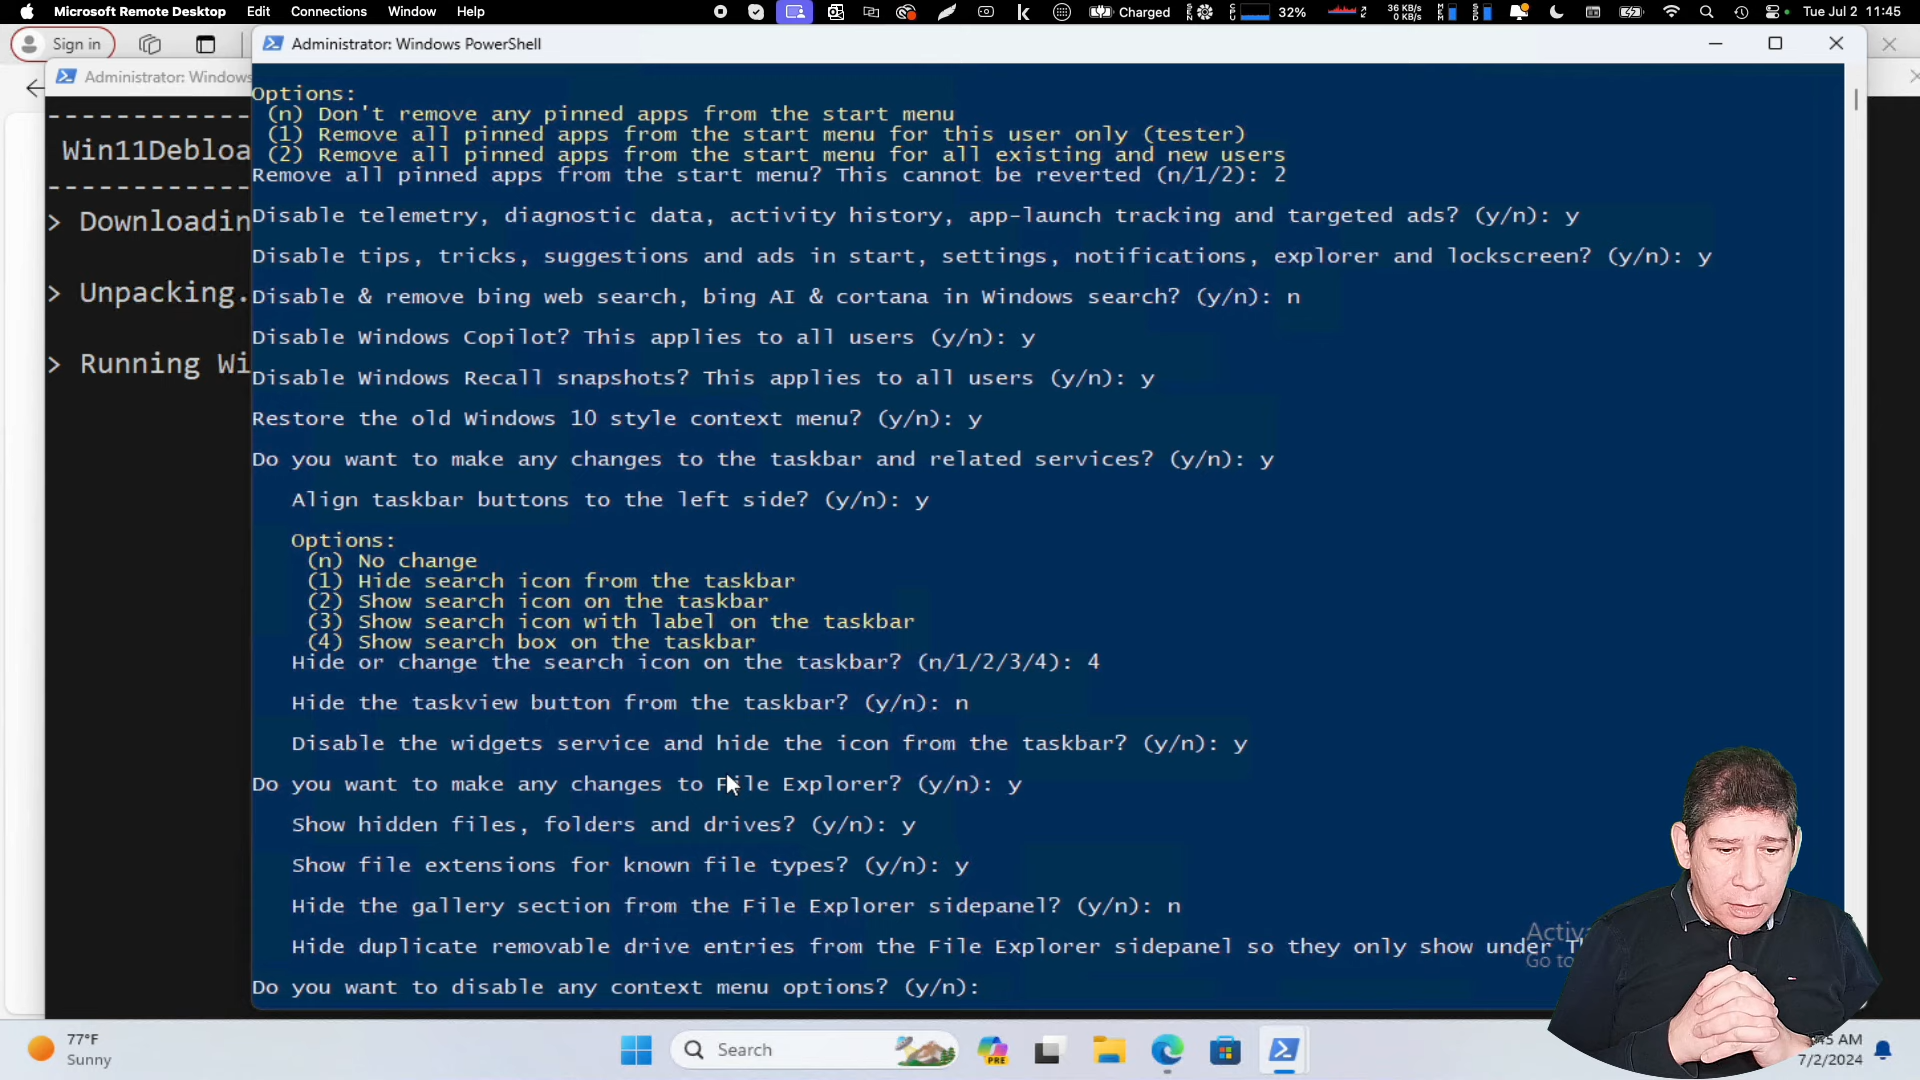 Microsoft Remote Desktop Edit Connections Window Help
Charged 32% 36 KB/s 0 KB/s Tue Jul 2 11:45
Sign in
Administrator: Windows PowerShell
Administrator: Windows
Win11Debloa
> Downloadin
> Unpacking.
> Running Wi
Options:
(n) Don't remove any pinned apps from the start menu
(1) Remove all pinned apps from the start menu for this user only (tester)
(2) Remove all pinned apps from the start menu for all existing and new users
Remove all pinned apps from the start menu? This cannot be reverted (n/1/2): 2
Disable telemetry, diagnostic data, activity history, app-launch tracking and targeted ads? (y/n): y
Disable tips, tricks, suggestions and ads in start, settings, notifications, explorer and lockscreen? (y/n): y
Disable & remove bing web search, bing AI & cortana in Windows search? (y/n): n
Disable Windows Copilot? This applies to all users (y/n): y
Disable Windows Recall snapshots? This applies to all users (y/n): y
Restore the old Windows 10 style context menu? (y/n): y
Do you want to make any changes to the taskbar and related services? (y/n): y
Align taskbar buttons to the left side? (y/n): y
Options:
(n) No change
(1) Hide search icon from the taskbar
(2) Show search icon on the taskbar
(3) Show search icon with label on the taskbar
(4) Show search box on the taskbar
Hide or change the search icon on the taskbar? (n/1/2/3/4): 4
Hide the taskview button from the taskbar? (y/n): n
Disable the widgets service and hide the icon from the taskbar? (y/n): y
Do you want to make any changes to File Explorer? (y/n): y
Show hidden files, folders and drives? (y/n): y
Show file extensions for known file types? (y/n): y
Hide the gallery section from the File Explorer sidepanel? (y/n): n
Hide duplicate removable drive entries from the File Explorer sidepanel so they only show under T
Do you want to disable any context menu options? (y/n):
Activa
Go to
77°F
Sunny
Search
PRE
45 AM
7/2/2024